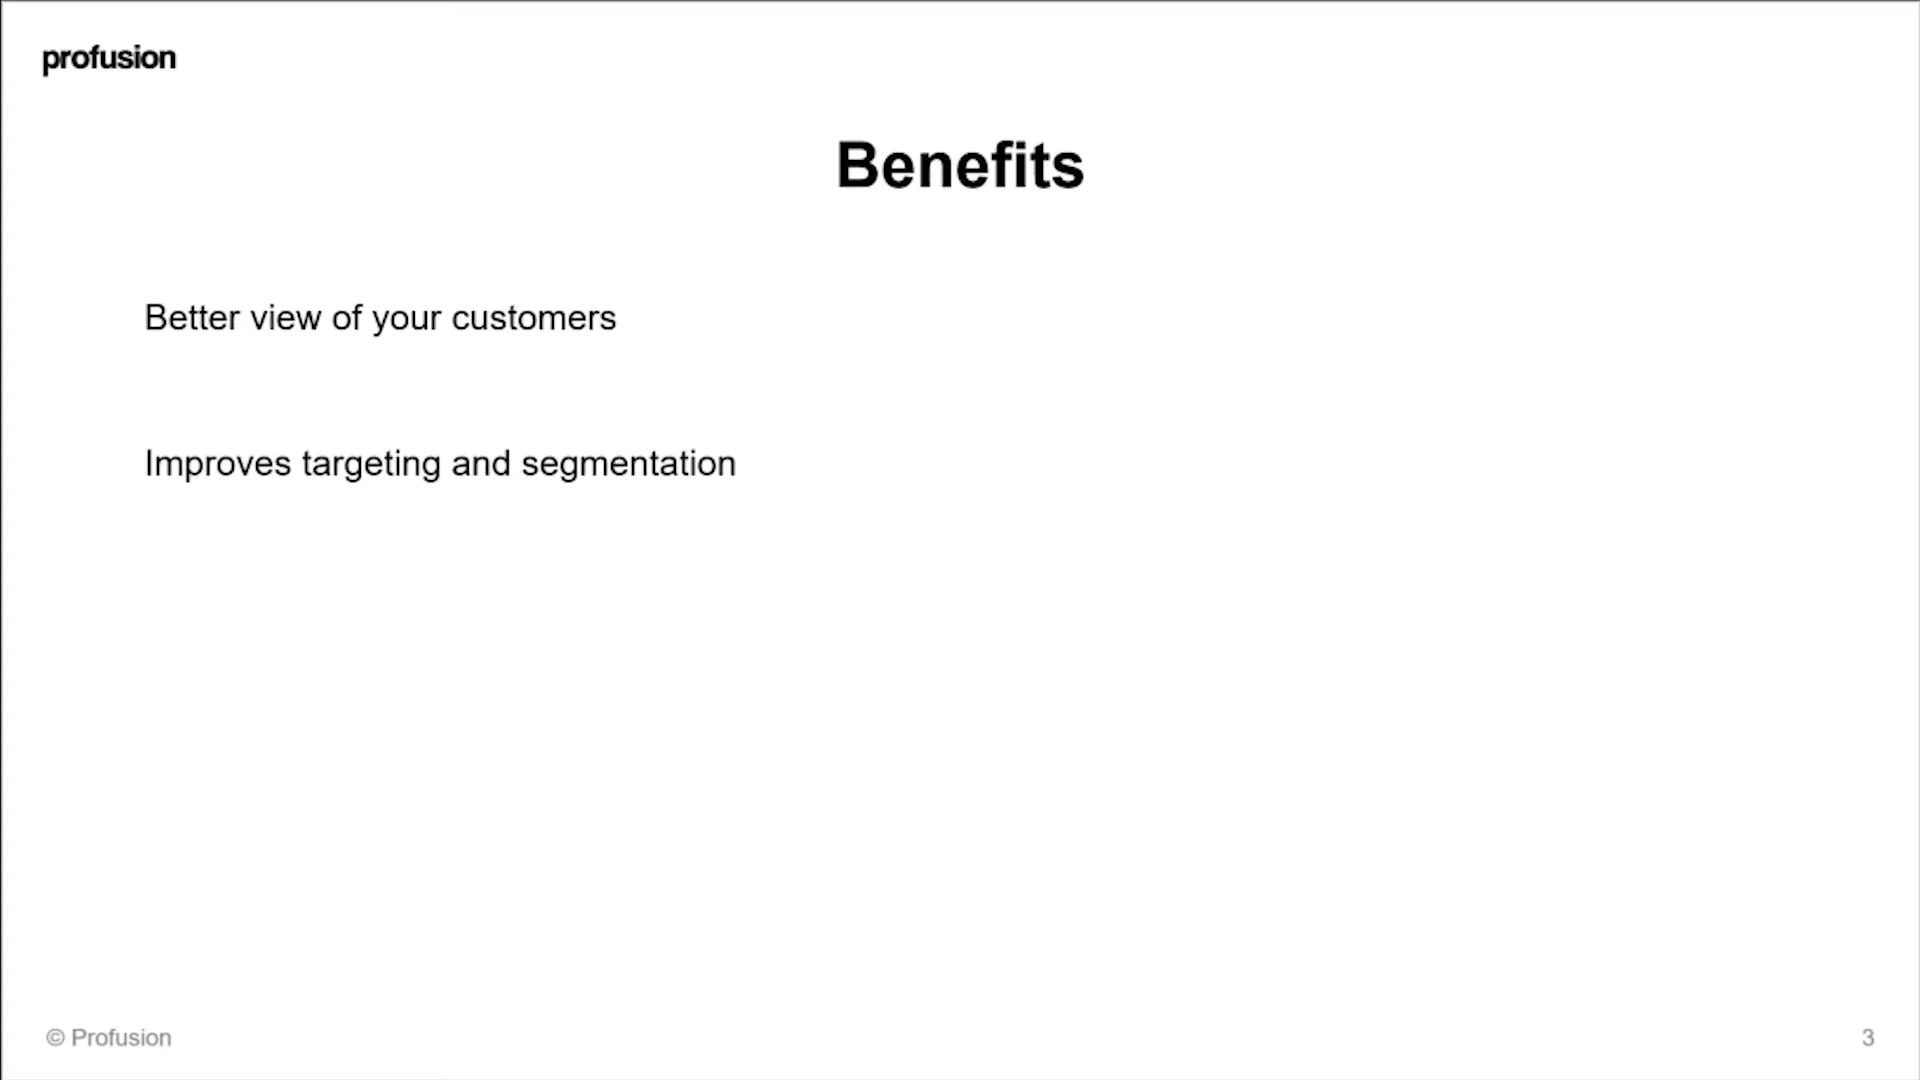 profusion
Benefits
Better view of your customers
Improves targeting and segmentation
© Profusion
3